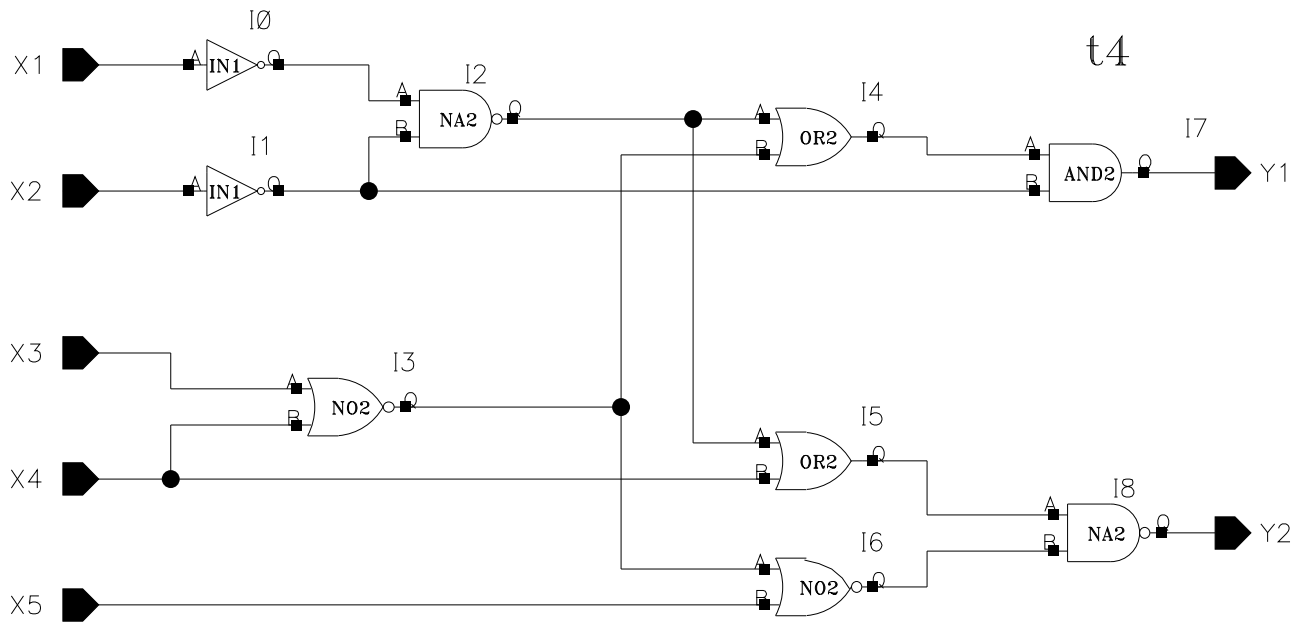 I0
t4
X1 A IN1 Q
I2
A NA2 Q
B
I4
A OR2 Q
B
I1
X2 A IN1 Q
I7
A AND2 Q Y1
B
X3
I3
A NO2 Q
B
X4
I5
A OR2 Q
B
I8
A NA2 Q Y2
B
I6
A NO2 Q
B
X5